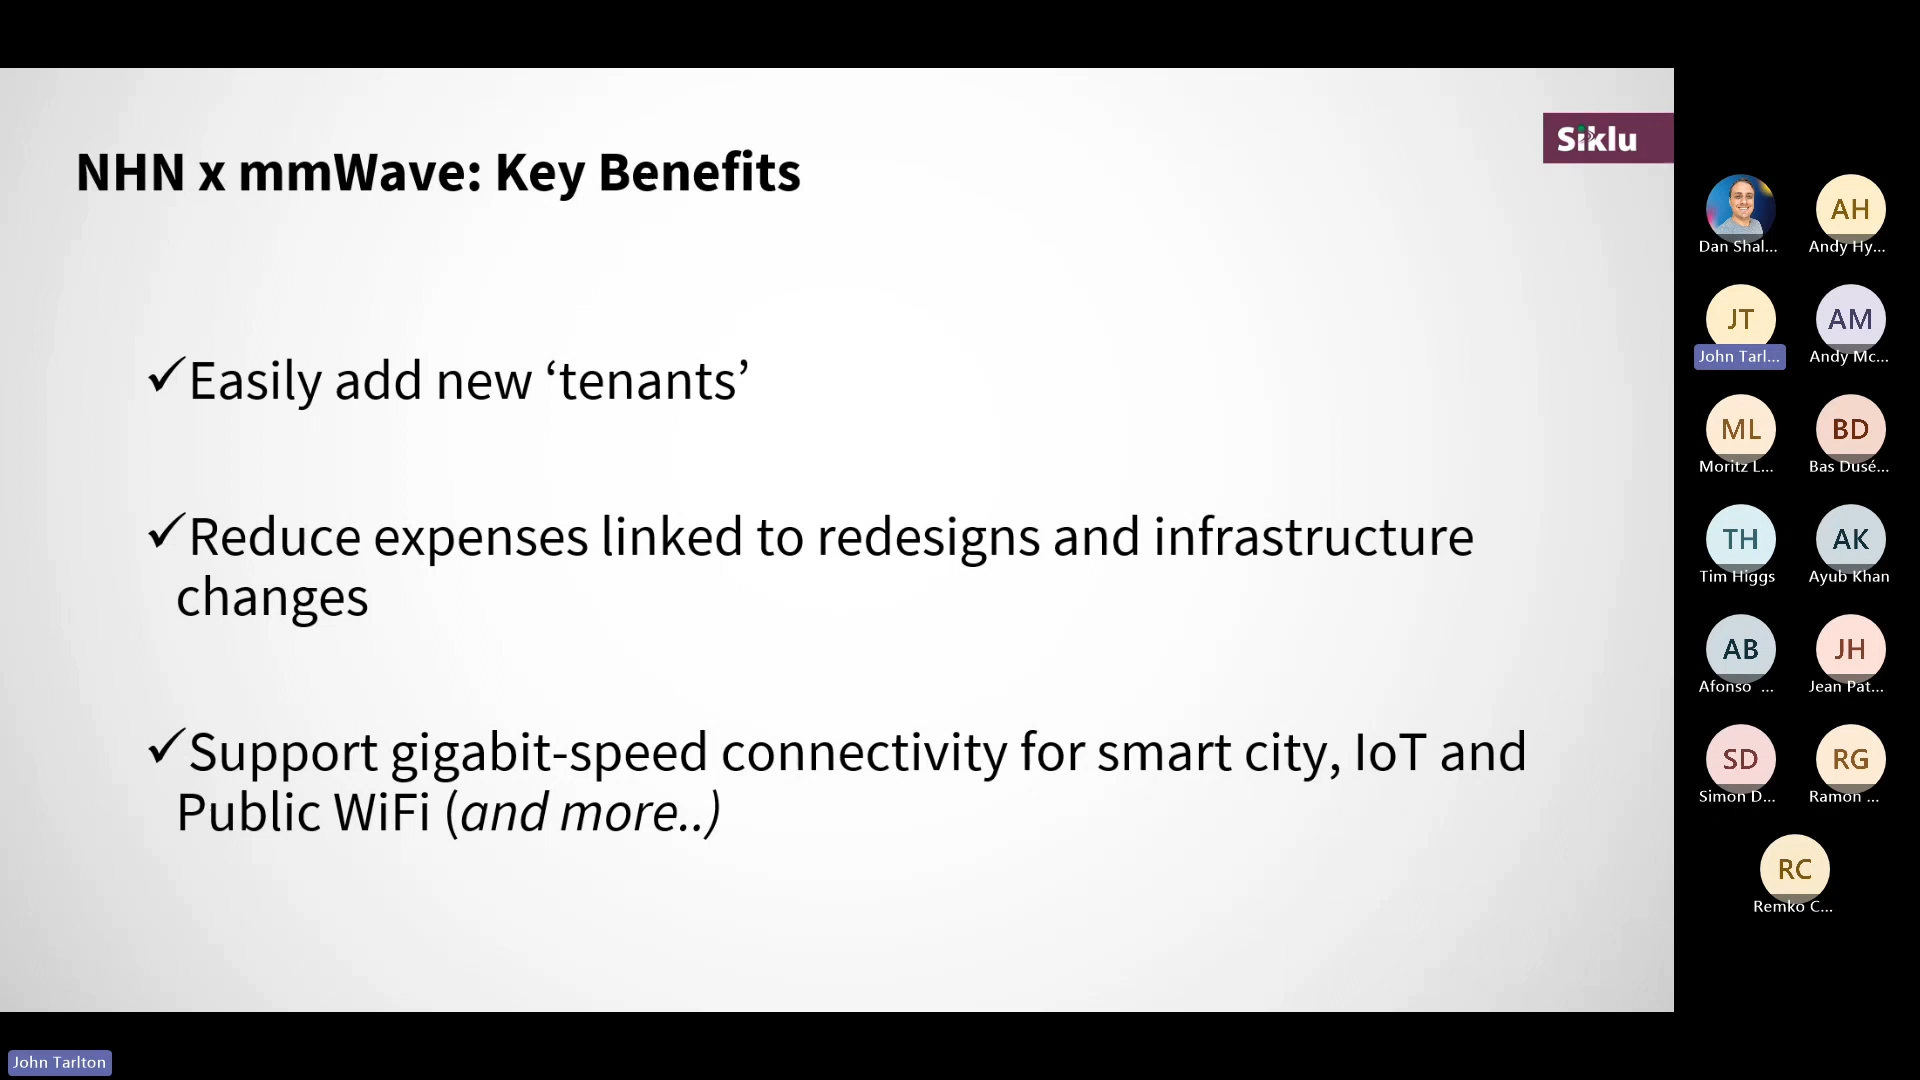 Siklu
NHN x mmWave: Key Benefits
✓Easily add new ‘tenants’
✓Reduce expenses linked to redesigns and infrastructure
changes
✓Support gigabit-speed connectivity for smart city, IoT and
Public WiFi (and more..)
Dan Shal...
AH
Andy Hy...
JT
John Tarl...
AM
Andy Mc...
ML
Moritz L...
BD
Bas Dusé...
TH
Tim Higgs
AK
Ayub Khan
AB
Afonso ...
JH
Jean Pat...
SD
Simon D...
RG
Ramon ...
RC
Remko C...
John Tarlton